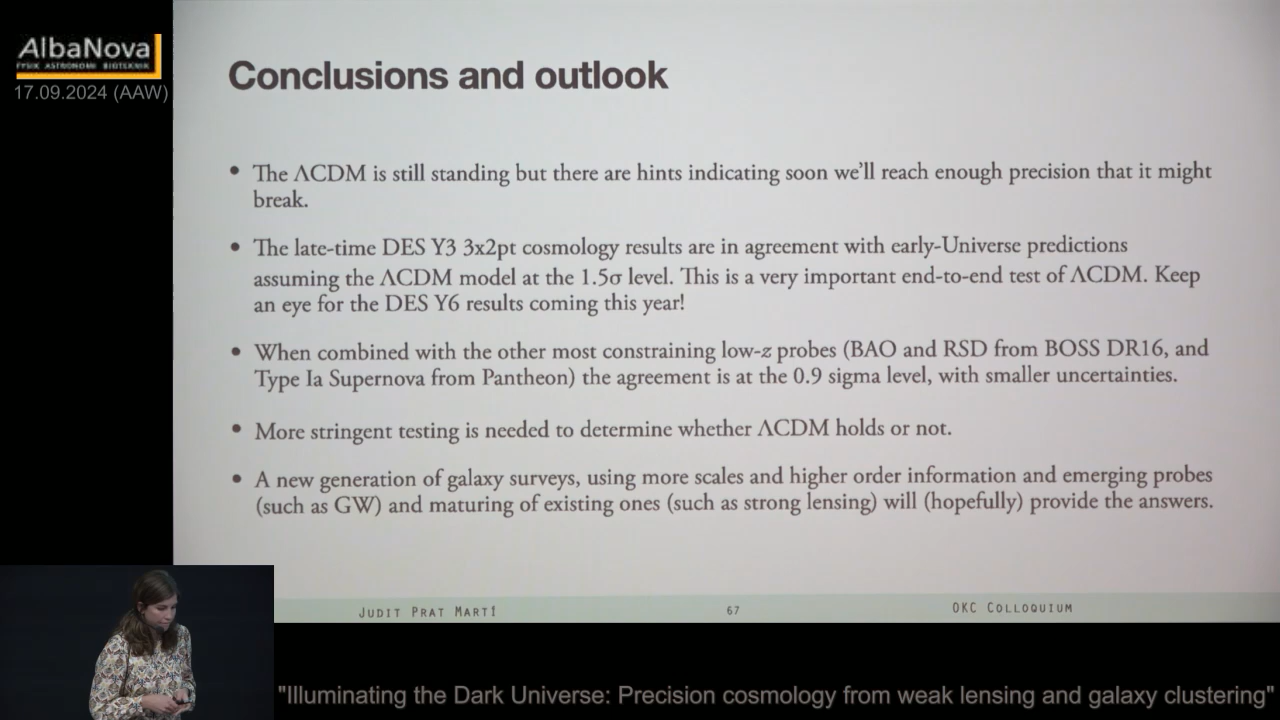 AlbaNova
FYSIK ASTRONOMI BIOTEKNIK
17.09.2024 (AAW)
Conclusions and outlook
• The ΛCDM is still standing but there are hints indicating soon we'll reach enough precision that it might
break.
• The late-time DES Y3 3x2pt cosmology results are in agreement with early-Universe predictions
assuming the ΛCDM model at the 1.5σ level. This is a very important end-to-end test of ΛCDM. Keep
an eye for the DES Y6 results coming this year!
• When combined with the other most constraining low-z probes (BAO and RSD from BOSS DR16, and
Type Ia Supernova from Pantheon) the agreement is at the 0.9 sigma level, with smaller uncertainties.
• More stringent testing is needed to determine whether ΛCDM holds or not.
• A new generation of galaxy surveys, using more scales and higher order information and emerging probes
(such as GW) and maturing of existing ones (such as strong lensing) will (hopefully) provide the answers.
Judit Prat Martí
67
OKC Colloquium
"Illuminating the Dark Universe: Precision cosmology from weak lensing and galaxy clustering"